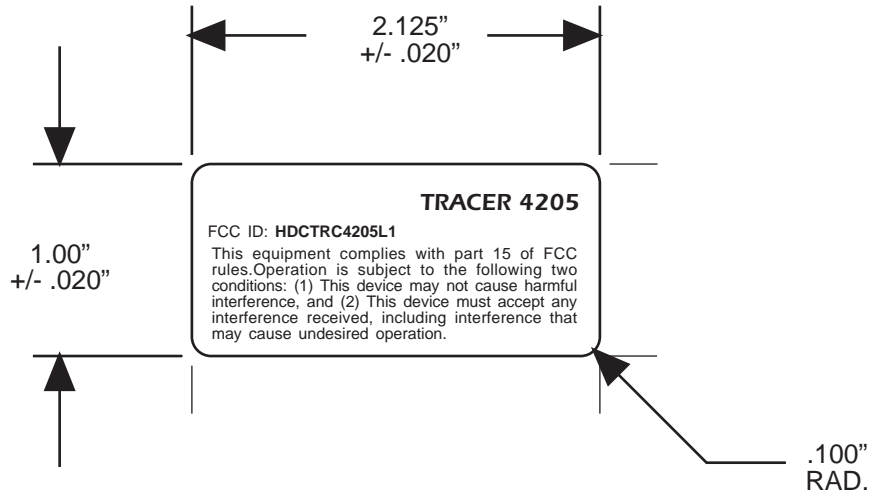 2.125”
+/- .020”
TRACER 4205
FCC ID: HDCTRC4205L1
This equipment complies with part 15 of FCC
rules.Operation is subject to the following two
conditions: (1) This device may not cause harmful
interference, and (2) This device must accept any
interference received, including interference that
may cause undesired operation.
1.00”
+/- .020”
.100”
RAD.